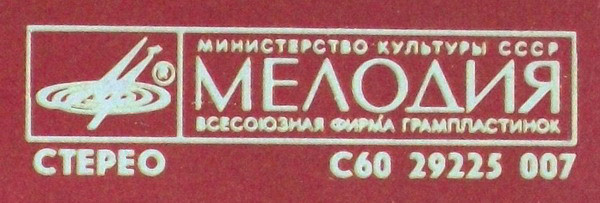 МИНИСТЕРСТВО КУЛЬТУРЫ СССР
® МЕЛОДИЯ
ВСЕСОЮЗНАЯ ФИРМА ГРАМПЛАСТИНОК
СТЕРЕО С60 29225 007